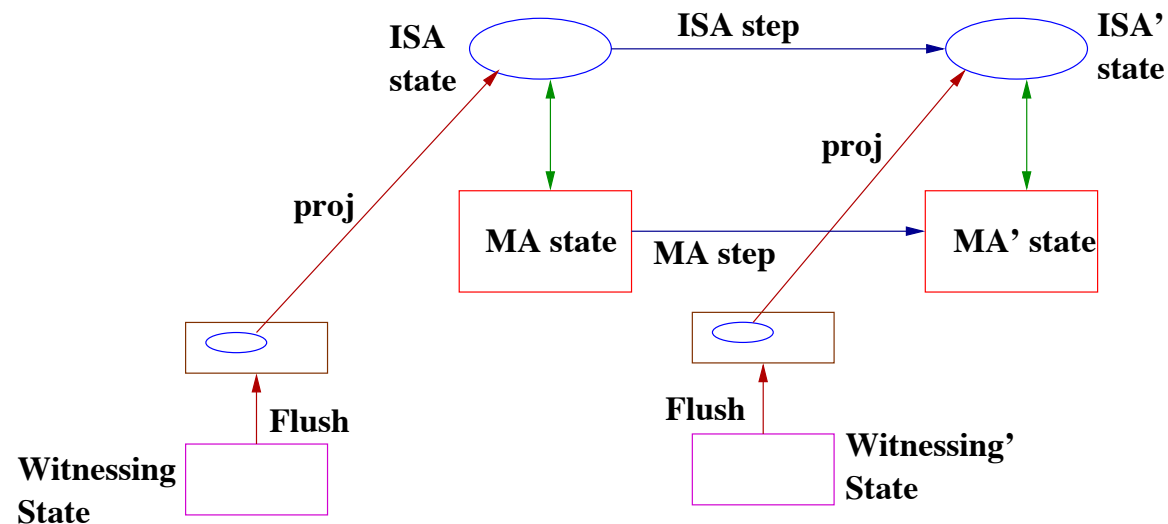 ISA
state
ISA step
ISA’
state
proj
proj
MA state
MA step
MA’ state
Flush
Flush
Witnessing
State
Witnessing’
State